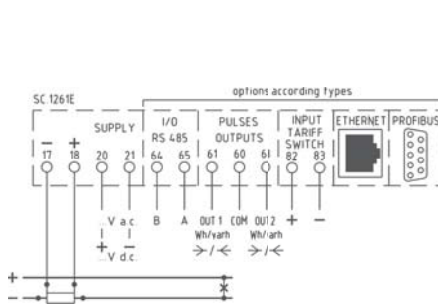 options according types
SC.1261E
SUPPLY
I/O
RS 485
PULSES
OUTPUTS
INPUT
TARIFF
SWITCH
ETHERNET
PROFIBUS
− +
17 18 20 21 64 65 61 60 61 82 83
...V a.c. B A OUT 1 COM OUT 2 + −
Wh/varh Wh/varh
+ −
...V d.c.
+
−